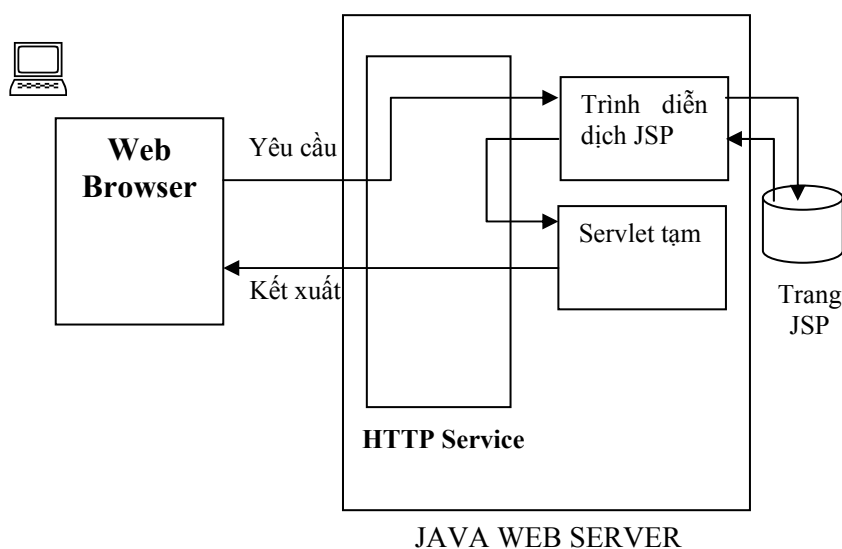 Web
Browser
Yêu cầu
Kết xuất
Trình diễn
dịch JSP
Servlet tạm
Trang
JSP
HTTP Service
JAVA WEB SERVER